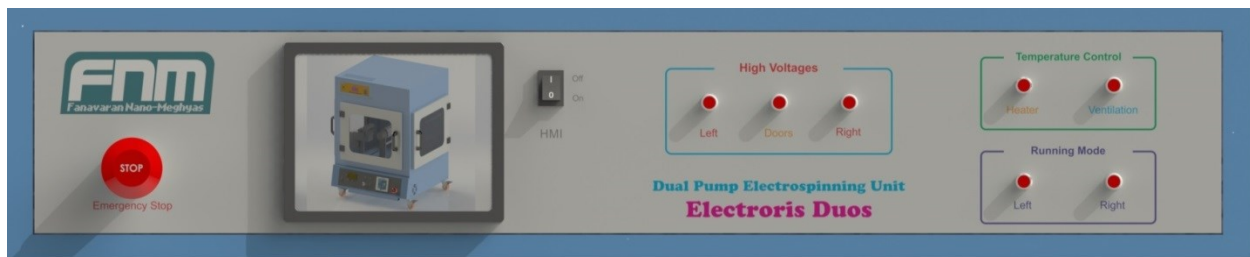 FNM
Fanavaran Nano-Meghyas
STOP
Emergency Stop
I
0
Off
On
HMI
High Voltages
Left
Doors
Right
Dual Pump Electrospinning Unit
Electroris Duos
Temperature Control
Heater
Ventilation
Running Mode
Left
Right